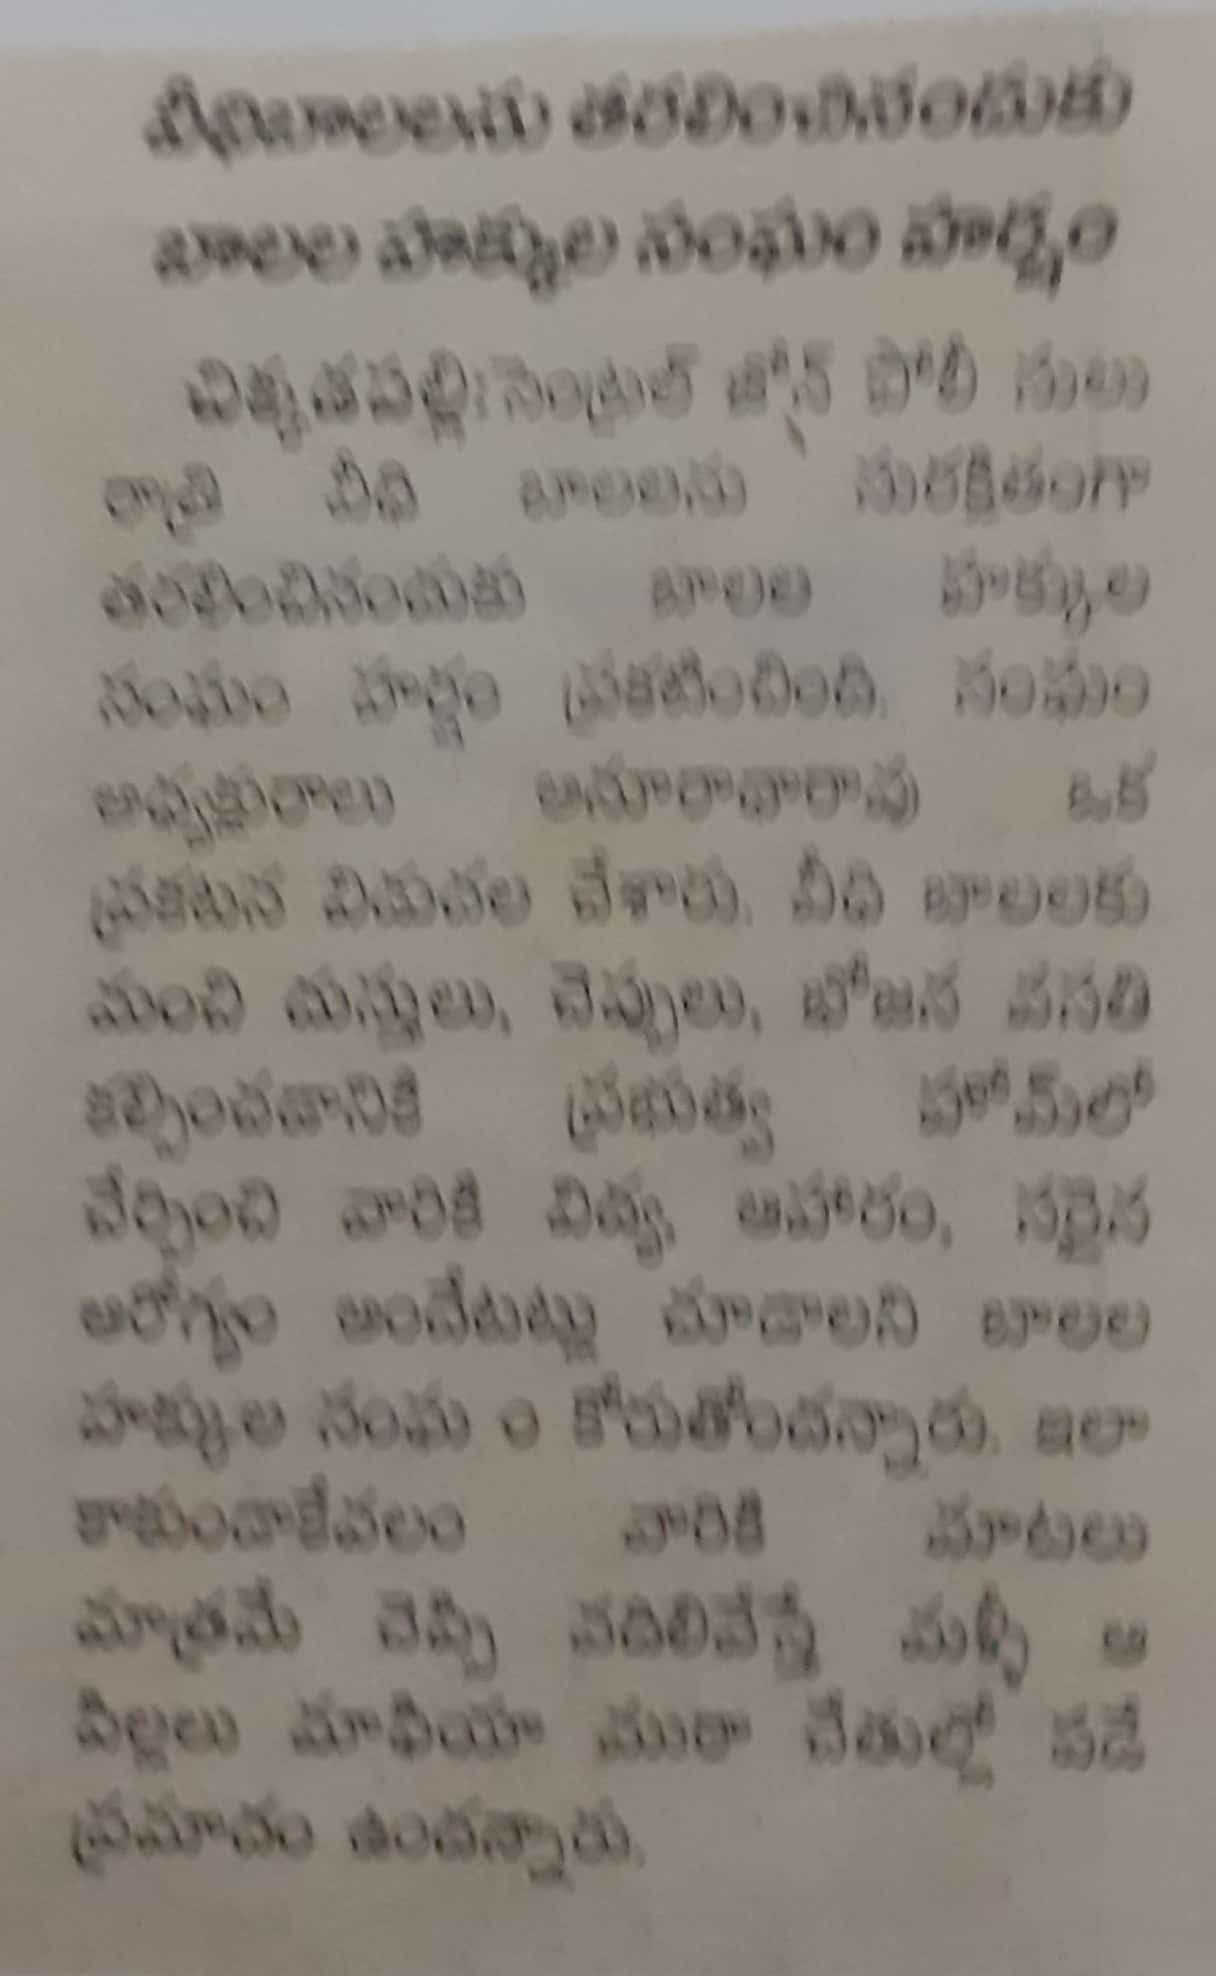 వీధిబాలలను తరలించినందుకు
బాలల హక్కుల సంఘం హర్షం
చిక్కడపల్లి: సెంట్రల్ జోన్ పోలీ సులు
రాత్రి వీధి బాలలను సురక్షితంగా
తరలించినందుకు బాలల హక్కుల
సంఘం హర్షం ప్రకటించింది. సంఘం
అధ్యక్షురాలు అనూరాధారావు ఒక
ప్రకటన విడుదల చేశారు. వీధి బాలలకు
మంచి దుస్తులు, చెప్పులు, భోజన వసతి
కల్పించడానికి ప్రభుత్వ హోమ్‌లో
చేర్పించి వారికి విద్య, ఆహారం, సరైన
ఆరోగ్యం అందేటట్లు చూడాలని బాలల
హక్కుల సంఘ ం కోరుతోందన్నారు. ఇలా
కాకుండాకేవలం వారికి మాటలు
మాత్రమే చెప్పి వదిలివేస్తే మళ్ళీ ఆ
పిల్లలు మాఫియా ముఠా చేతుల్లో పడే
ప్రమాదం ఉందన్నారు.